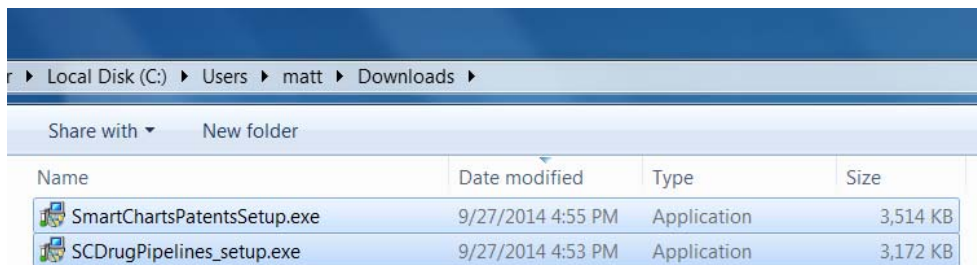 r ▸ Local Disk (C:) ▸ Users ▸ matt ▸ Downloads ▸
Share with ▾ New folder
Name Date modified Type Size
SmartChartsPatentsSetup.exe 9/27/2014 4:55 PM Application 3,514 KB
SCDrugPipelines_setup.exe 9/27/2014 4:53 PM Application 3,172 KB